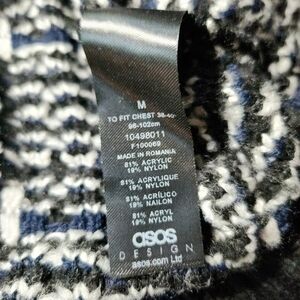 M
TO FIT CHEST 38-40"
96-102cm
10498011
F100069
MADE IN ROMANIA
81% ACRYLIC
19% NYLON
81% ACRYLIQUE
19% NYLON
81% ACRÍLICO
19% NAILON
81% ACRYL
19% NYLON
asos
DESIGN
asos.com Ltd